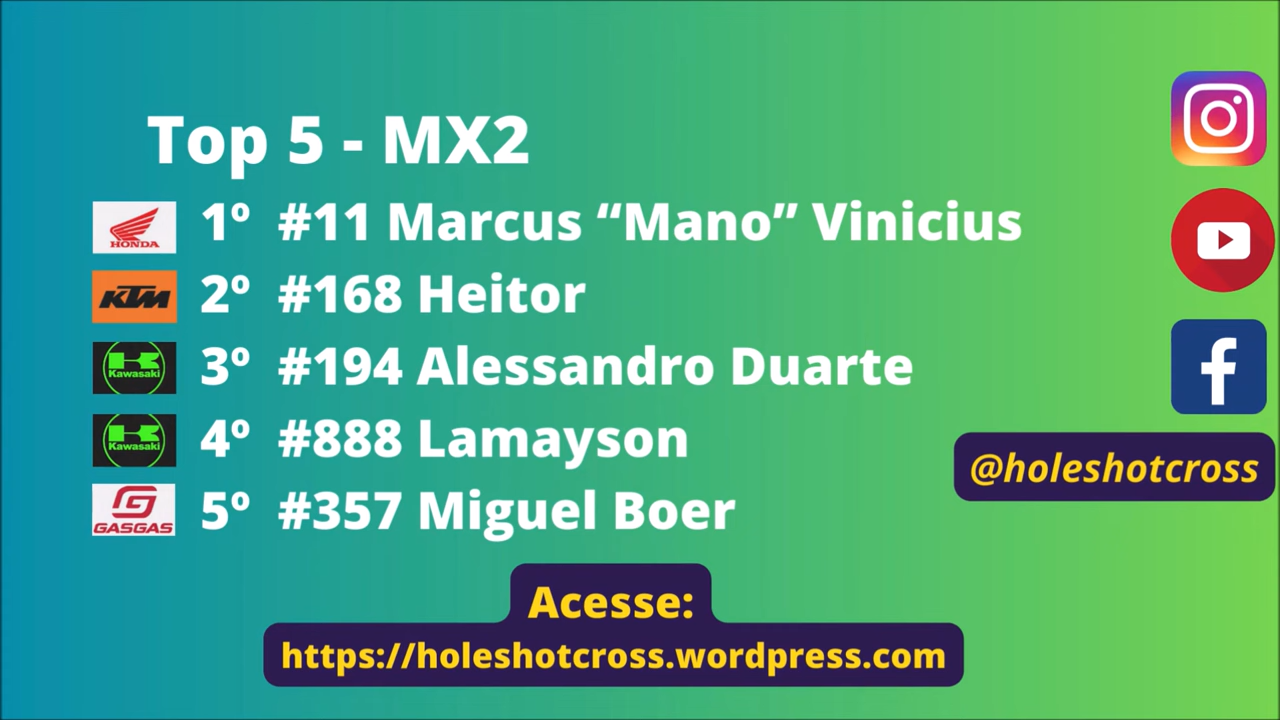 Top 5 - MX2
HONDA 1º #11 Marcus “Mano” Vinicius
KTM 2º #168 Heitor
Kawasaki 3º #194 Alessandro Duarte
Kawasaki 4º #888 Lamayson
GASGAS 5º #357 Miguel Boer
@holeshotcross
Acesse:
https://holeshotcross.wordpress.com